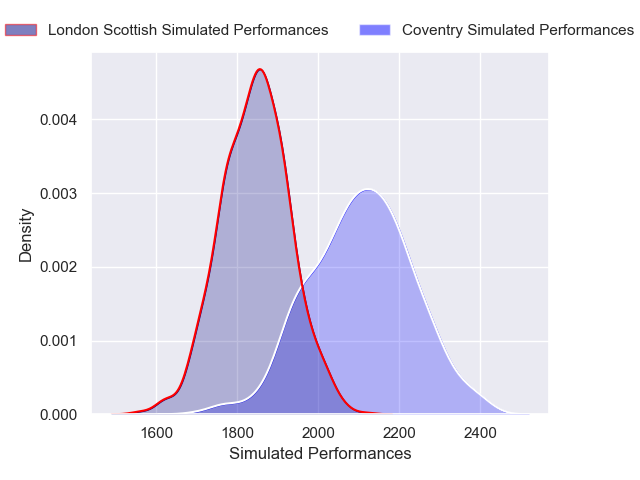 London Scottish Simulated Performances
Coventry Simulated Performances
0.004
0.003
0.002
0.001
0.000
Density
1600 1800 2000 2200 2400
Simulated Performances